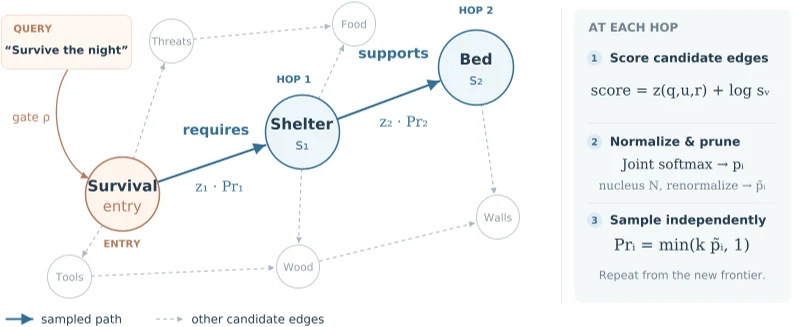 QUERY
“Survive the night”
gate ρ
Threats
Food
HOP 2
supports
Bed
s₂
HOP 1
requires
Shelter
s₁
z₂ · Pr₂
Survival
entry
z₁ · Pr₁
ENTRY
Walls
Tools
Wood
sampled path
other candidate edges
AT EACH HOP
1 Score candidate edges
score = z(q,u,r) + log sᵥ
2 Normalize & prune
Joint softmax → pᵢ
nucleus N, renormalize → p̃ᵢ
3 Sample independently
Prᵢ = min(k p̃ᵢ, 1)
Repeat from the new frontier.